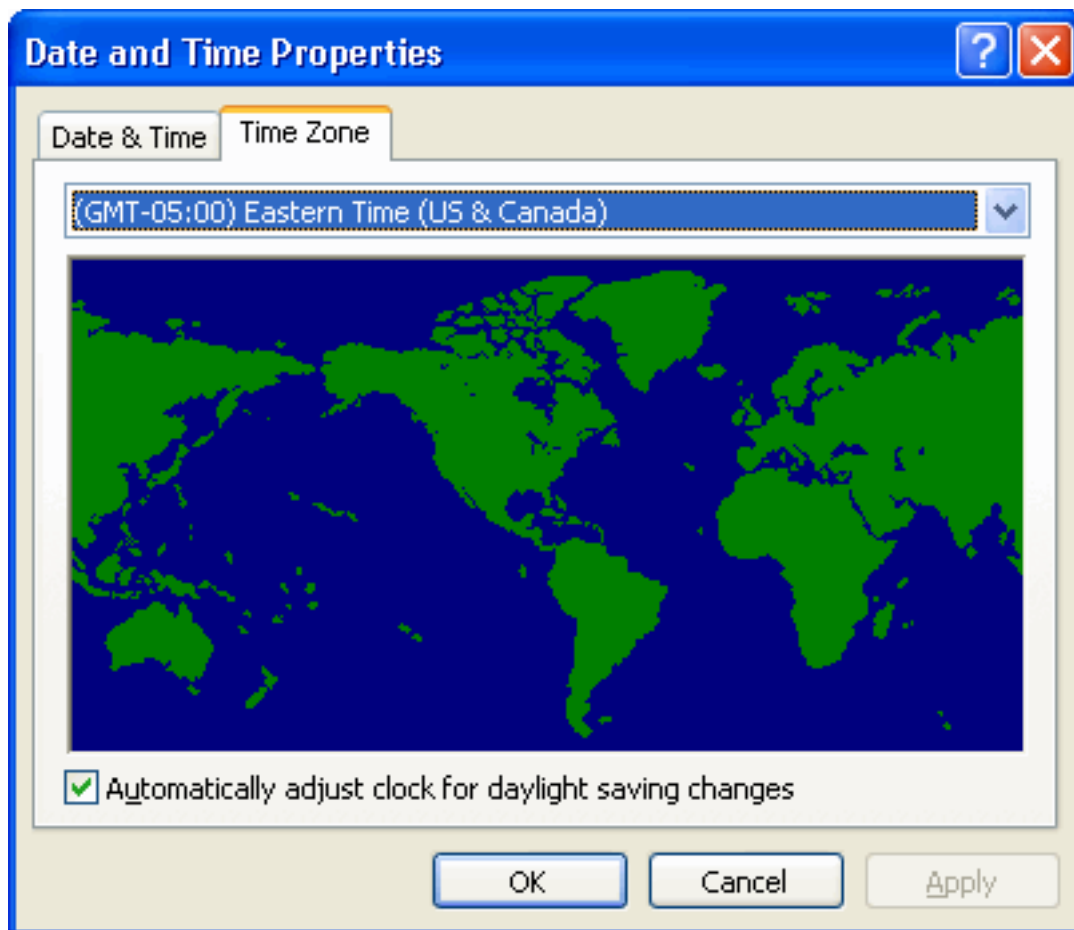 Date and Time Properties
Date & Time
Time Zone
(GMT-05:00) Eastern Time (US & Canada)
Automatically adjust clock for daylight saving changes
OK
Cancel
Apply